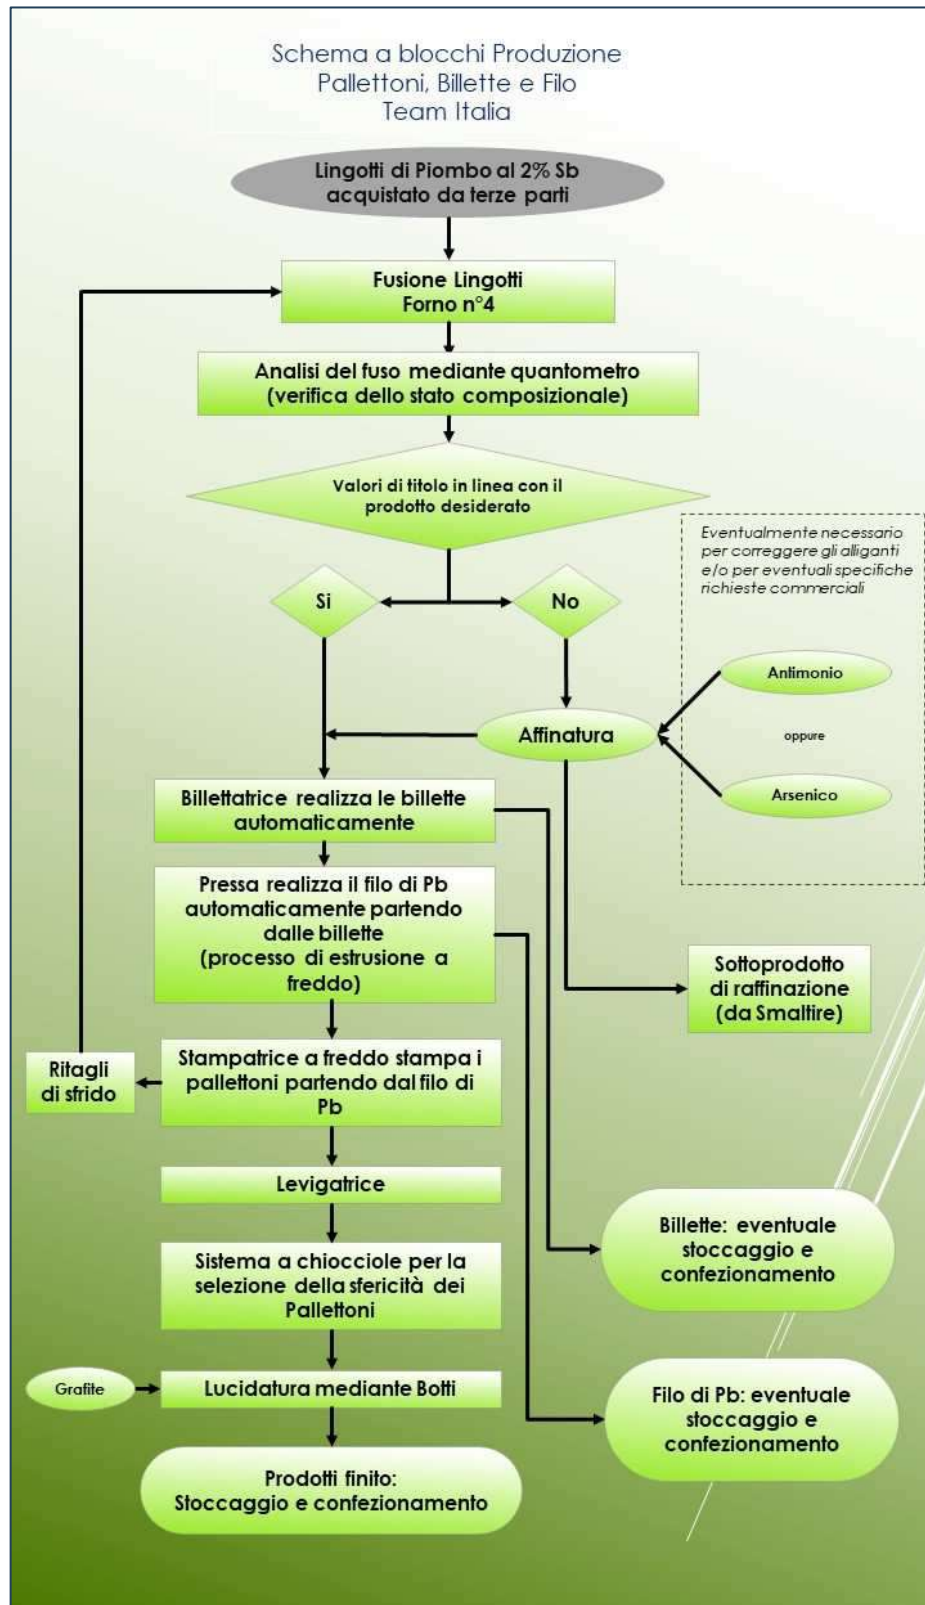 Schema a blocchi Produzione
Pallettoni, Billette e Filo
Team Italia
Lingotti di Piombo al 2% Sb
acquistato da terze parti
Fusione Lingotti
Forno n°4
Analisi del fuso mediante quantometro
(verifica dello stato composizionale)
Valori di titolo in linea con il
prodotto desiderato
Eventualmente necessario
per correggere gli alliganti
e/o per eventuali specifiche
richieste commerciali
Si
No
Antimonio
Affinatura
oppure
Arsenico
Billettatrice realizza le billette
automaticamente
Pressa realizza il filo di Pb
automaticamente partendo
dalle billette
(processo di estrusione a
freddo)
Sottoprodotto
di raffinazione
(da Smaltire)
Ritagli
di sfrido
Stampatrice a freddo stampa i
pallettoni partendo dal filo di
Pb
Levigatrice
Billette: eventuale
stoccaggio e
confezionamento
Sistema a chiocciole per la
selezione della sfericità dei
Pallettoni
Grafite
Lucidatura mediante Botti
Filo di Pb: eventuale
stoccaggio e
confezionamento
Prodotti finito:
Stoccaggio e confezionamento